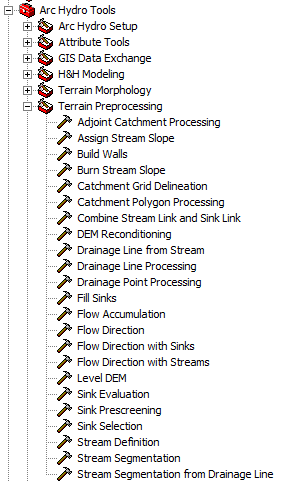 Arc Hydro Tools
Arc Hydro Setup
Attribute Tools
GIS Data Exchange
H&H Modeling
Terrain Morphology
Terrain Preprocessing
Adjoint Catchment Processing
Assign Stream Slope
Build Walls
Burn Stream Slope
Catchment Grid Delineation
Catchment Polygon Processing
Combine Stream Link and Sink Link
DEM Reconditioning
Drainage Line from Stream
Drainage Line Processing
Drainage Point Processing
Fill Sinks
Flow Accumulation
Flow Direction
Flow Direction with Sinks
Flow Direction with Streams
Level DEM
Sink Evaluation
Sink Prescreening
Sink Selection
Stream Definition
Stream Segmentation
Stream Segmentation from Drainage Line